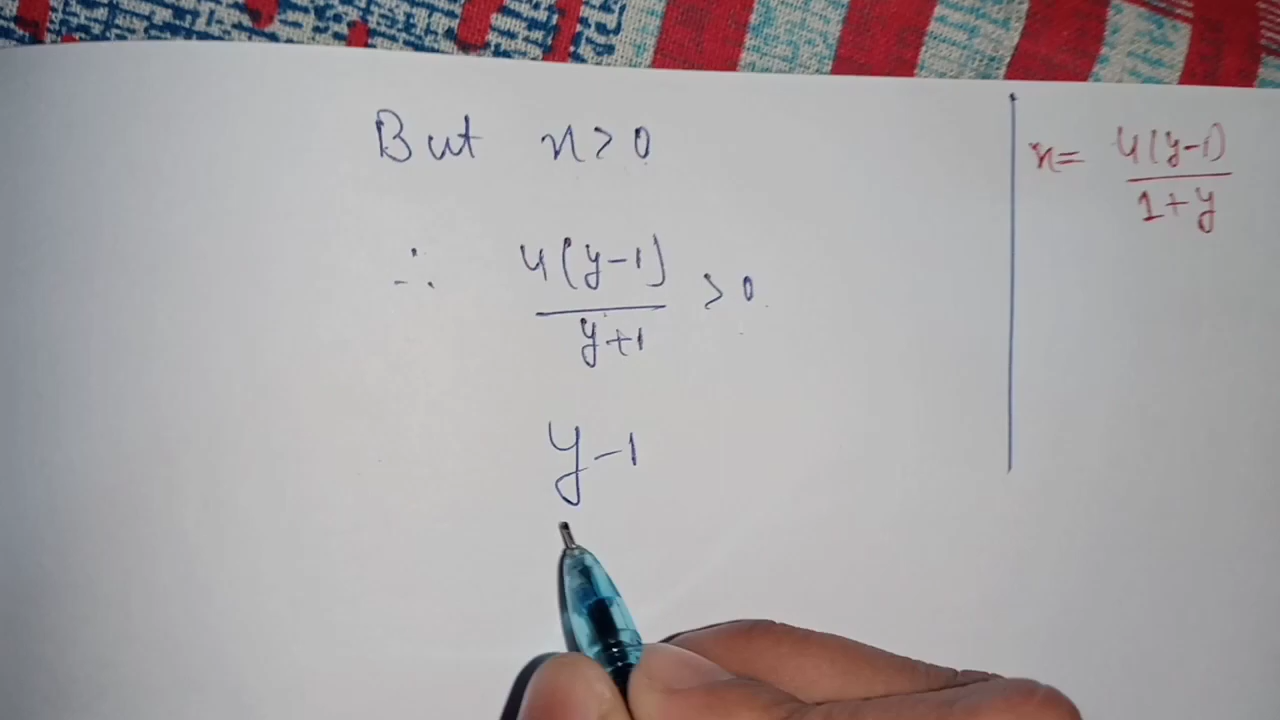 But x>0
∴ 4(y-1)/y+1 >0
y-1
x= 4(y-1)/1+y